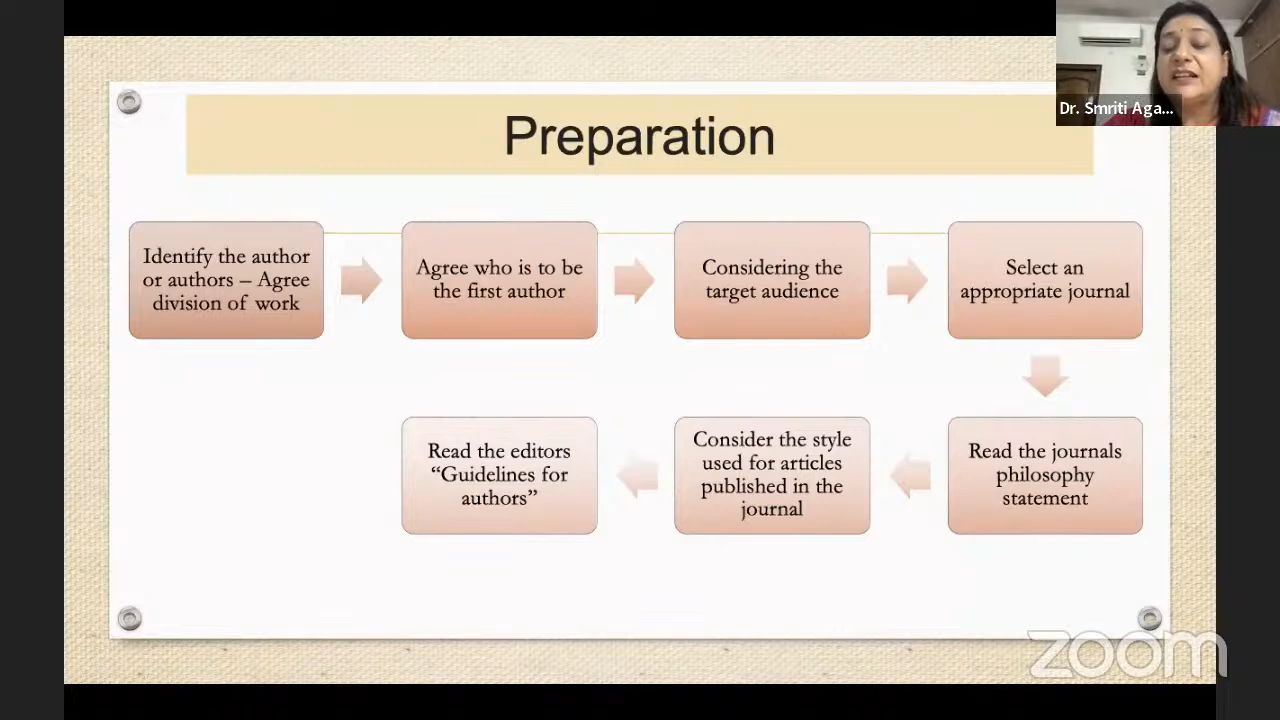 Dr. Smriti Aga...
Preparation
Identify the author
or authors – Agree
division of work
Agree who is to be
the first author
Considering the
target audience
Select an
appropriate journal
Read the journals
philosophy
statement
Consider the style
used for articles
published in the
journal
Read the editors
“Guidelines for
authors”
zoom